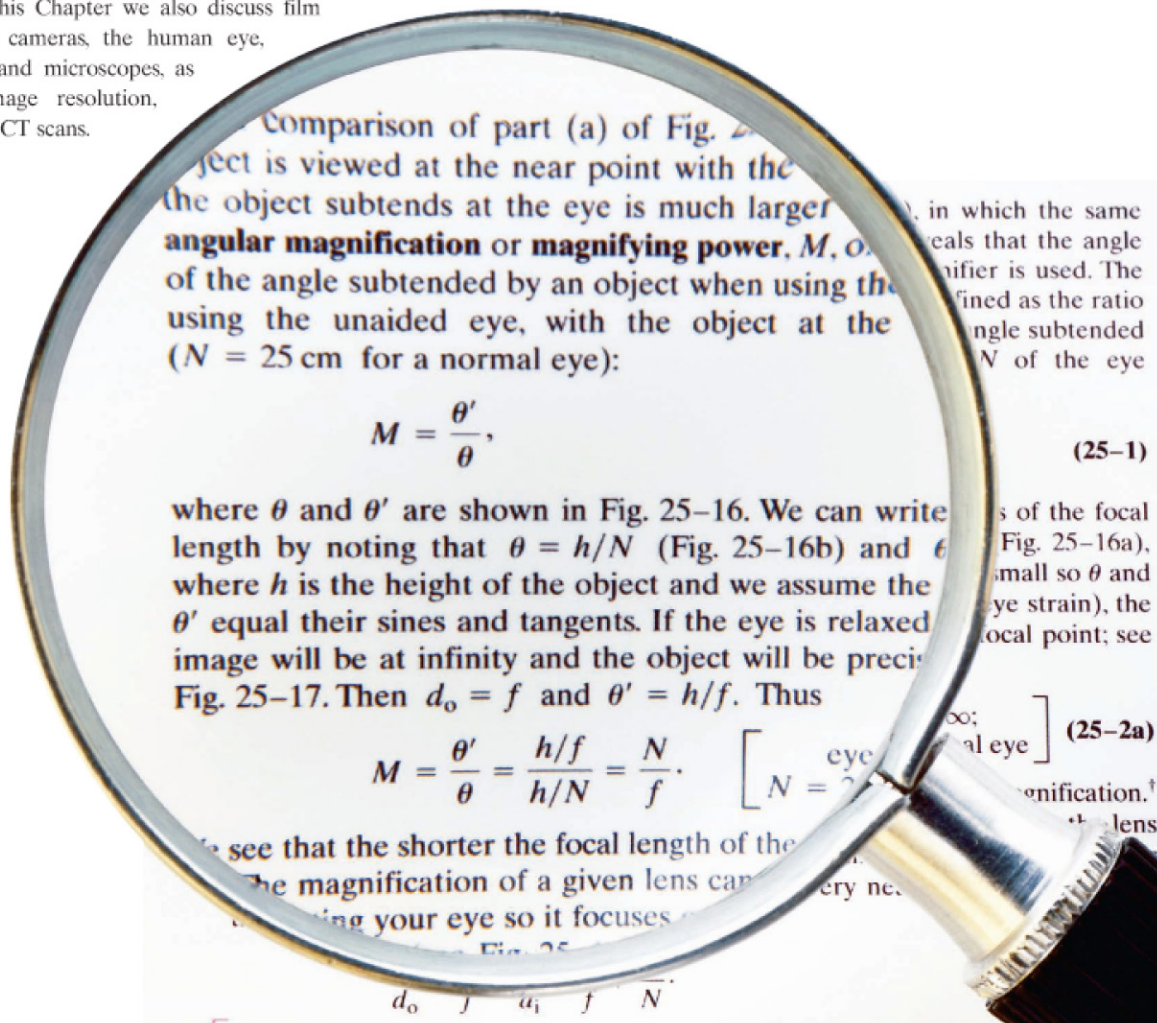 his Chapter we also discuss film
cameras, the human eye,
and microscopes, as
age resolution,
CT scans.
Comparison of part (a) of Fig.
ject is viewed at the near point with the
the object subtends at the eye is much larger ), in which the same
angular magnification or magnifying power, M, o eals that the angle
of the angle subtended by an object when using the nifier is used. The
fined as the ratio
using the unaided eye, with the object at the ngle subtended
(N = 25 cm for a normal eye): N of the eye
M = θ′/θ, (25–1)
where θ and θ′ are shown in Fig. 25–16. We can write s of the focal
length by noting that θ = h/N (Fig. 25–16b) and θ Fig. 25–16a),
where h is the height of the object and we assume the small so θ and
θ′ equal their sines and tangents. If the eye is relaxed ye strain), the
image will be at infinity and the object will be preci ocal point; see
Fig. 25–17. Then dₒ = f and θ′ = h/f. Thus
M = θ′/θ = (h/f)/(h/N) = N/f. [ eye ∞; al eye ] (25–2a)
N =
see that the shorter the focal length of the gnification.†
lens
he magnification of a given lens can ery ne
ing your eye so it focuses
Fig. 25
dₒ f dᵢ f N